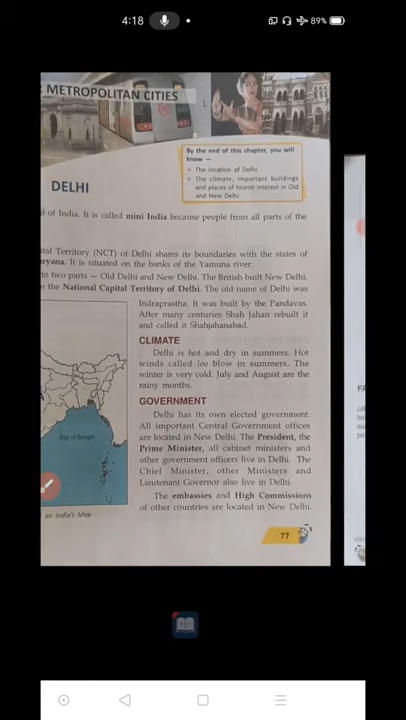 4:18
89%
METROPOLITAN CITIES
By the end of this chapter, you will
know —
The location of Delhi
The climate, important buildings
and places of tourist interest in Old
and New Delhi
DELHI
of India. It is called mini India because people from all parts of the
ital Territory (NCT) of Delhi shares its boundaries with the states of
aryana. It is situated on the banks of the Yamuna river.
to two parts — Old Delhi and New Delhi. The British built New Delhi.
the National Capital Territory of Delhi. The old name of Delhi was
Indraprastha. It was built by the Pandavas.
After many centuries Shah Jahan rebuilt it
and called it Shahjahanabad.
CLIMATE
Delhi is hot and dry in summers. Hot
winds called loo blow in summers. The
winter is very cold. July and August are the
rainy months.
GOVERNMENT
Delhi has its own elected government.
All important Central Government offices
are located in New Delhi. The President, the
Prime Minister, all cabinet ministers and
other government officers live in Delhi. The
Chief Minister, other Ministers and
Lieutenant Governor also live in Delhi.
The embassies and High Commissions
of other countries are located in New Delhi.
Bay of Bengal
an India's Map
77